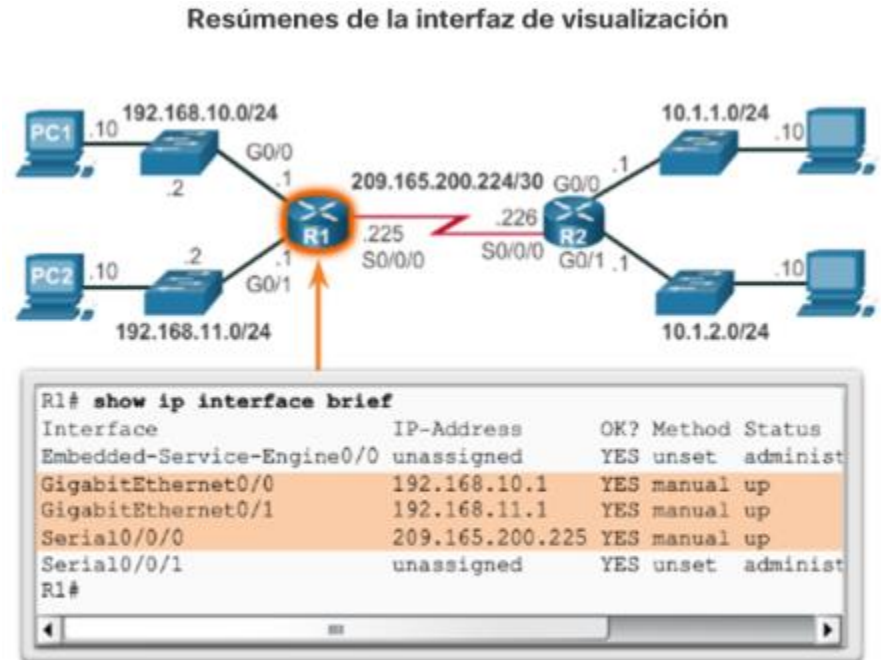 Resúmenes de la interfaz de visualización
192.168.10.0/24
10.1.1.0/24
PC1 .10
.10
G0/0
.2
.1
209.165.200.224/30
G0/0
.1
.226
R1
.225
R2
S0/0/0
S0/0/0
G0/1
.1
PC2 .10
.2
.1
G0/1
.10
192.168.11.0/24
10.1.2.0/24
R1# show ip interface brief
Interface IP-Address OK? Method Status
Embedded-Service-Engine0/0 unassigned YES unset administ
GigabitEthernet0/0 192.168.10.1 YES manual up
GigabitEthernet0/1 192.168.11.1 YES manual up
Serial0/0/0 209.165.200.225 YES manual up
Serial0/0/1 unassigned YES unset administ
R1#